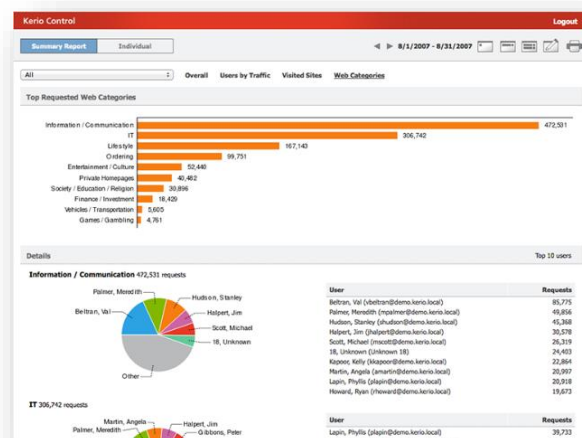 Kerio Control
Logout
Summary Report
Individual
8/1/2007 - 8/31/2007
All
Overall
Users by Traffic
Visited Sites
Web Categories
Top Requested Web Categories
Information / Communication 472,531
IT 306,742
Lifestyle 167,143
Ordering 99,751
Entertainment / Culture 52,448
Private Homepages 40,482
Society / Education / Religion 30,896
Finance / Investment 18,429
Vehicles / Transportation 5,605
Games / Gambling 4,761
Details
Top 10 users
Information / Communication 472,531 requests
Palmer, Meredith
Hudson, Stanley
Beltran, Val
Halpert, Jim
Scott, Michael
18, Unknown
Other
User Requests
Beltran, Val (vbeltran@demo.kerio.local) 85,775
Palmer, Meredith (mpalmer@demo.kerio.local) 49,856
Hudson, Stanley (shudson@demo.kerio.local) 45,368
Halpert, Jim (jhalpert@demo.kerio.local) 30,578
Scott, Michael (mscott@demo.kerio.local) 26,319
18, Unknown (Unknown 18) 24,403
Kapoor, Kelly (kkapoor@demo.kerio.local) 22,864
Martin, Angela (amartin@demo.kerio.local) 20,997
Lapin, Phyllis (plapin@demo.kerio.local) 20,918
Howard, Ryan (rhoward@demo.kerio.local) 19,673
IT 306,742 requests
Martin, Angela
Halpert, Jim
Palmer, Meredith
Gibbons, Peter
User Requests
Lapin, Phyllis (plapin@demo.kerio.local) 39,733